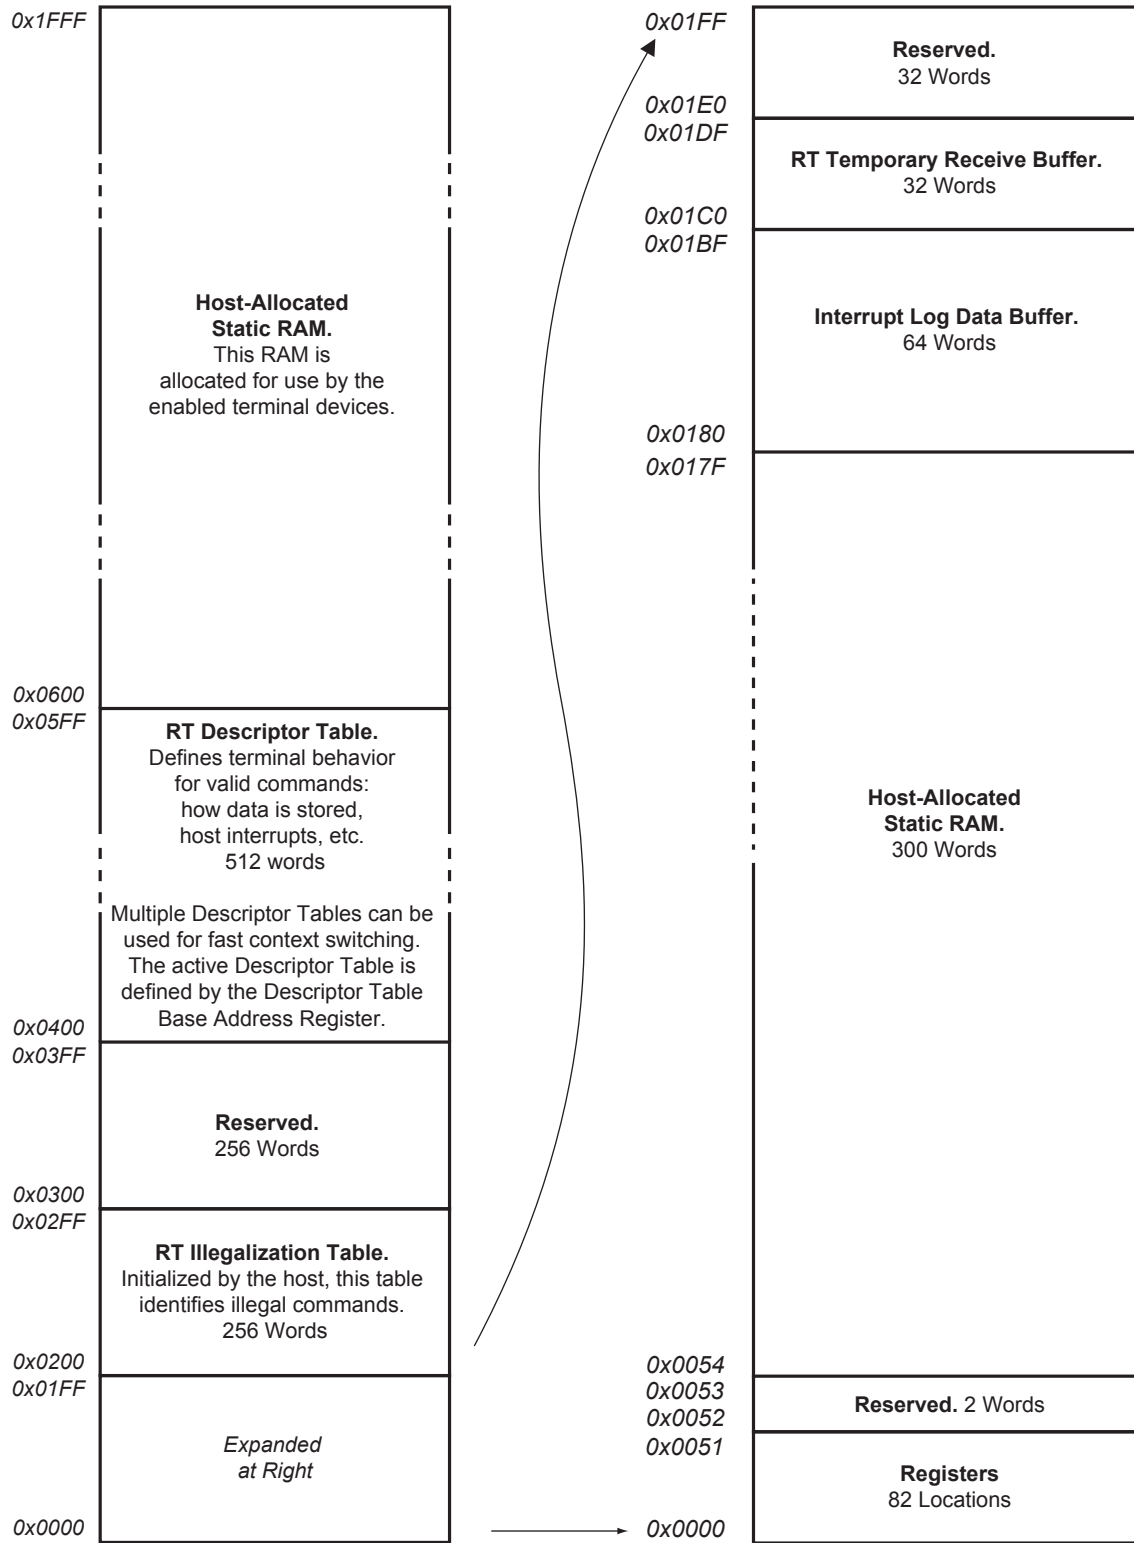 0x1FFF
Host-Allocated
Static RAM.
This RAM is
allocated for use by the
enabled terminal devices.
0x0600
0x05FF
RT Descriptor Table.
Defines terminal behavior
for valid commands:
how data is stored,
host interrupts, etc.
512 words
Multiple Descriptor Tables can be
used for fast context switching.
The active Descriptor Table is
defined by the Descriptor Table
Base Address Register.
0x0400
0x03FF
Reserved.
256 Words
0x0300
0x02FF
RT Illegalization Table.
Initialized by the host, this table
identifies illegal commands.
256 Words
0x0200
0x01FF
Expanded
at Right
0x0000
0x01FF
Reserved.
32 Words
0x01E0
0x01DF
RT Temporary Receive Buffer.
32 Words
0x01C0
0x01BF
Interrupt Log Data Buffer.
64 Words
0x0180
0x017F
Host-Allocated
Static RAM.
300 Words
0x0054
0x0053
Reserved. 2 Words
0x0052
0x0051
Registers
82 Locations
0x0000